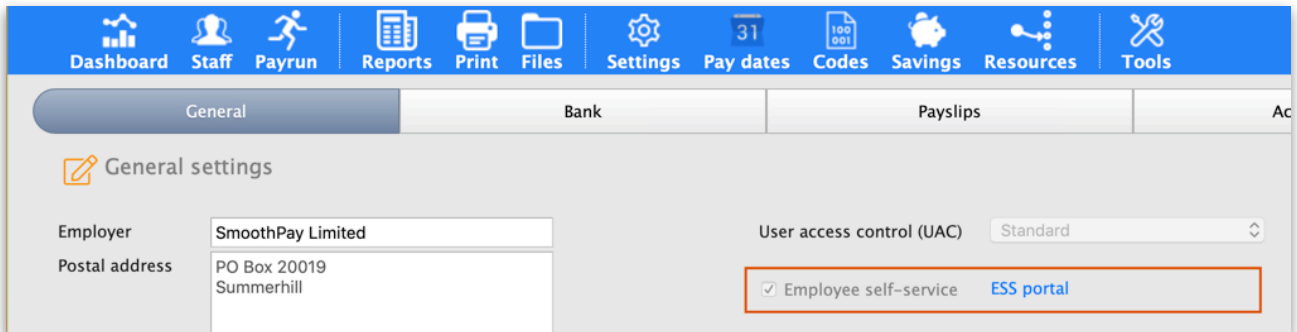 31
100
001
Dashboard Staff Payrun Reports Print Files Settings Pay dates Codes Savings Resources Tools
General Bank Payslips Ac
General settings
Employer SmoothPay Limited User access control (UAC) Standard
Postal address PO Box 20019
Summerhill
Employee self-service ESS portal